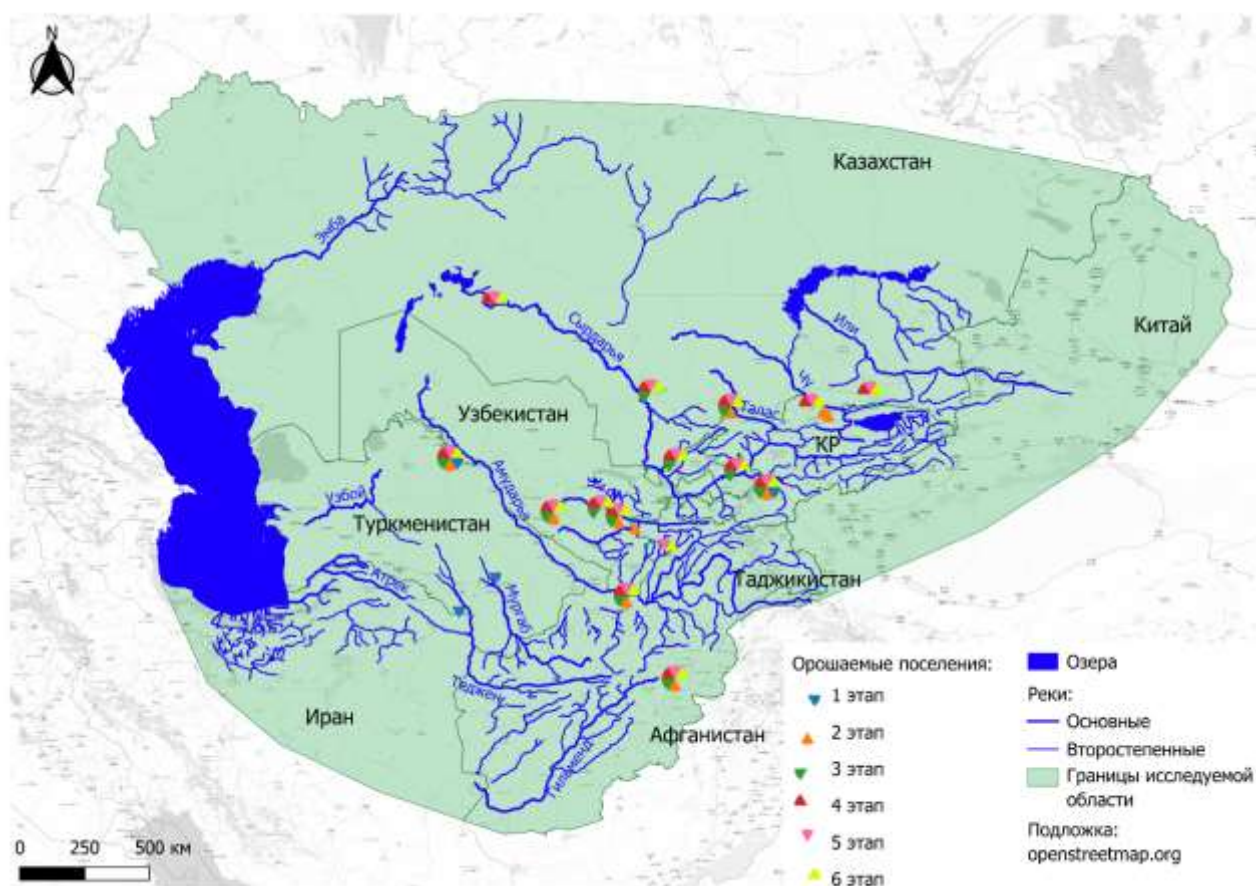 N
Казахстан
Эмба
Китай
Сырдарья
Или
Чу
Талас
КР
Узбекистан
Амударья
Узбой
Туркменистан
Таджикистан
Атрек
Мургаб
Теджен
Иран
Афганистан
Гильменд
Орошаемые поселения:
1 этап
2 этап
3 этап
4 этап
5 этап
6 этап
Озера
Реки:
Основные
Второстепенные
Границы исследуемой
области
Подложка:
openstreetmap.org
0 250 500 км